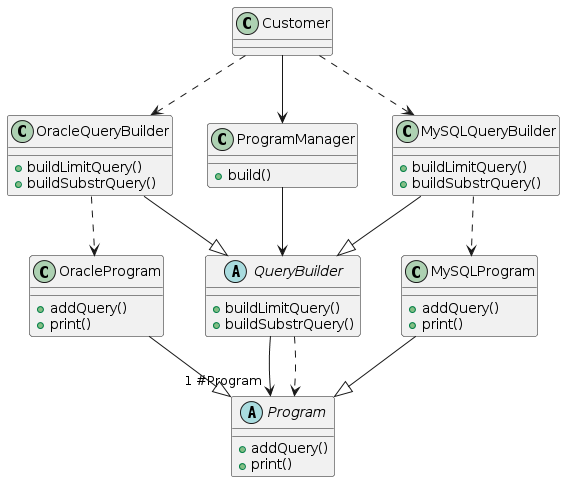 C Customer
C OracleQueryBuilder
buildLimitQuery()
buildSubstrQuery()
C ProgramManager
build()
C MySQLQueryBuilder
buildLimitQuery()
buildSubstrQuery()
C OracleProgram
addQuery()
print()
A QueryBuilder
buildLimitQuery()
buildSubstrQuery()
C MySQLProgram
addQuery()
print()
1 #Program
A Program
addQuery()
print()